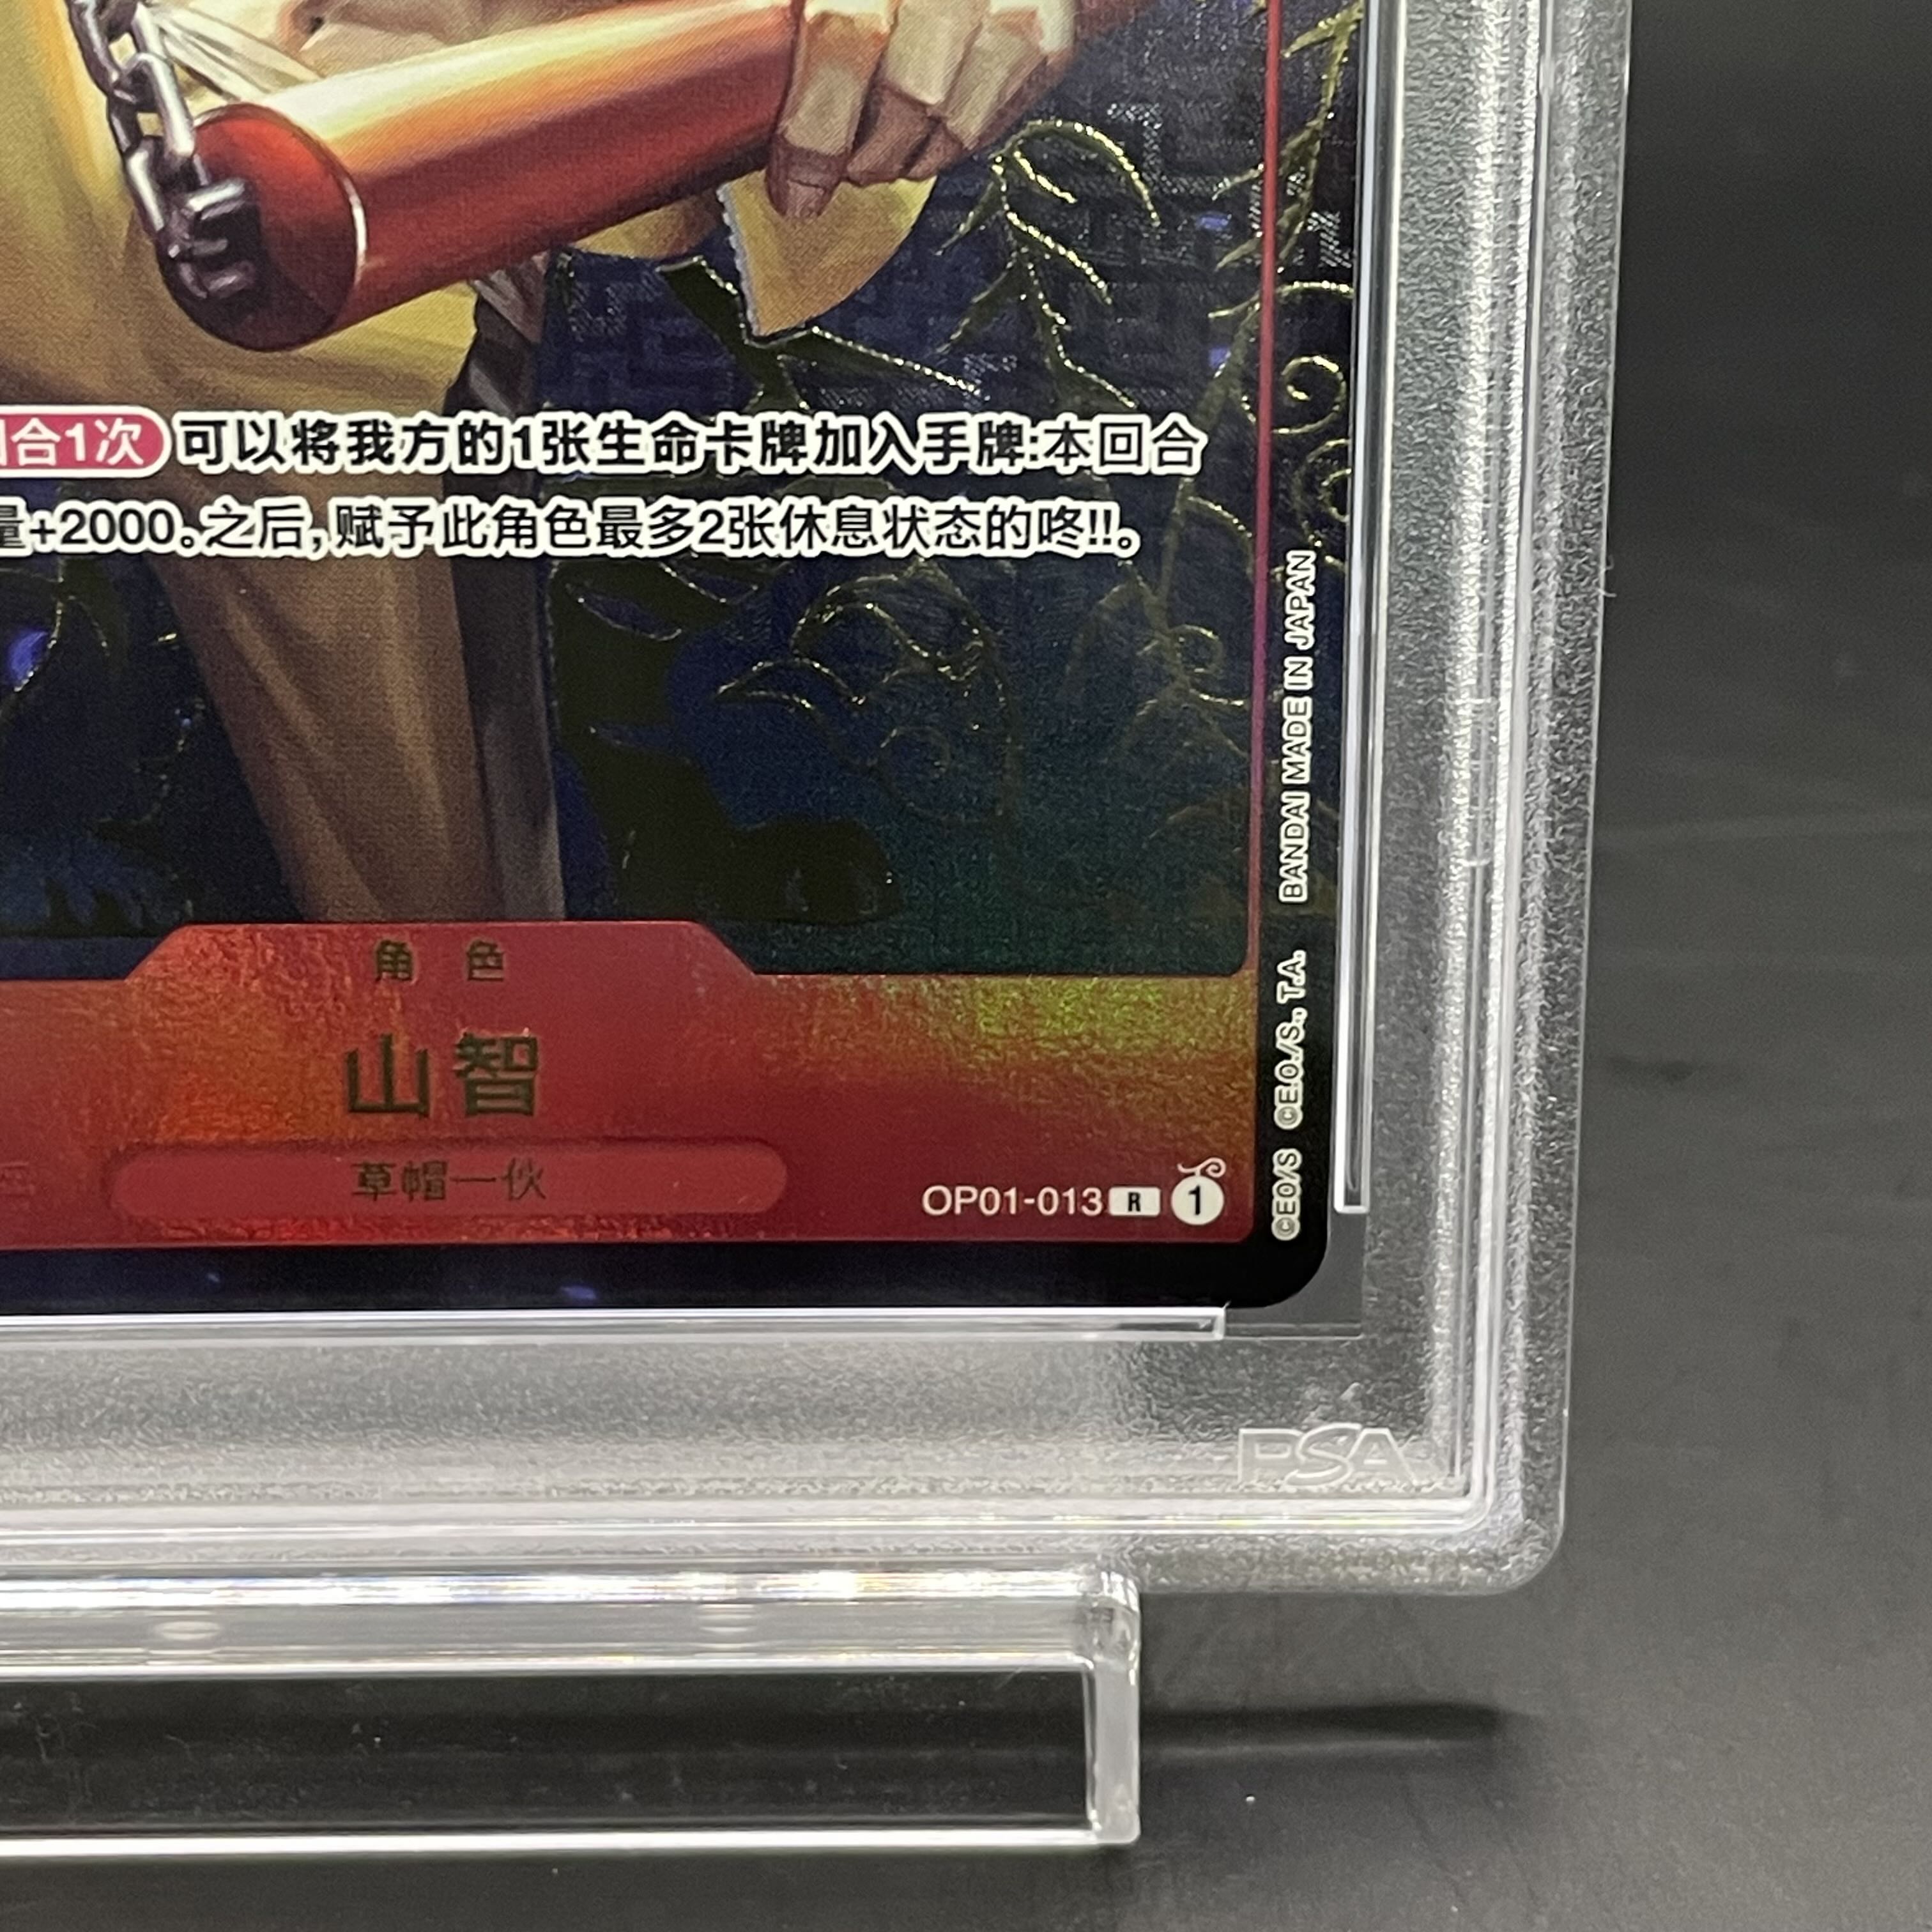 回合1次 可以将我方的1张生命卡牌加入手牌:本回合
量+2000。之后,赋予此角色最多2张休息状态的咚!!。
角 色
山智
草帽一伙
OP01-013 R 1
©EO/S ©E.O./S., T.A. BANDAI MADE IN JAPAN
PSA